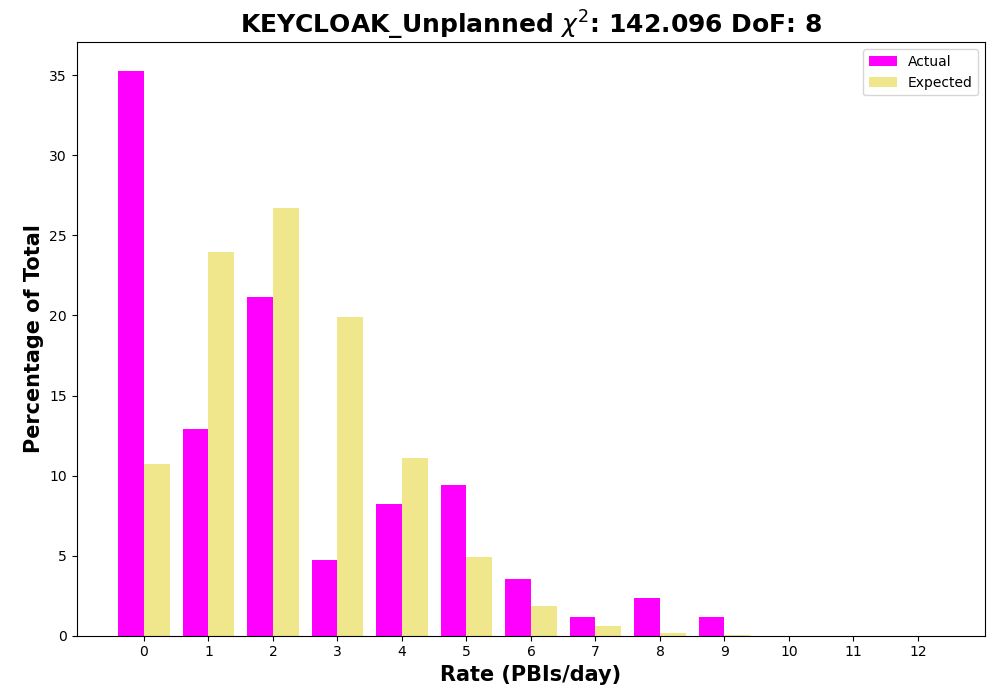 KEYCLOAK_Unplanned χ²: 142.096 DoF: 8
Actual
Expected
35
30
25
20
15
10
5
0
Percentage of Total
0 1 2 3 4 5 6 7 8 9 10 11 12
Rate (PBIs/day)